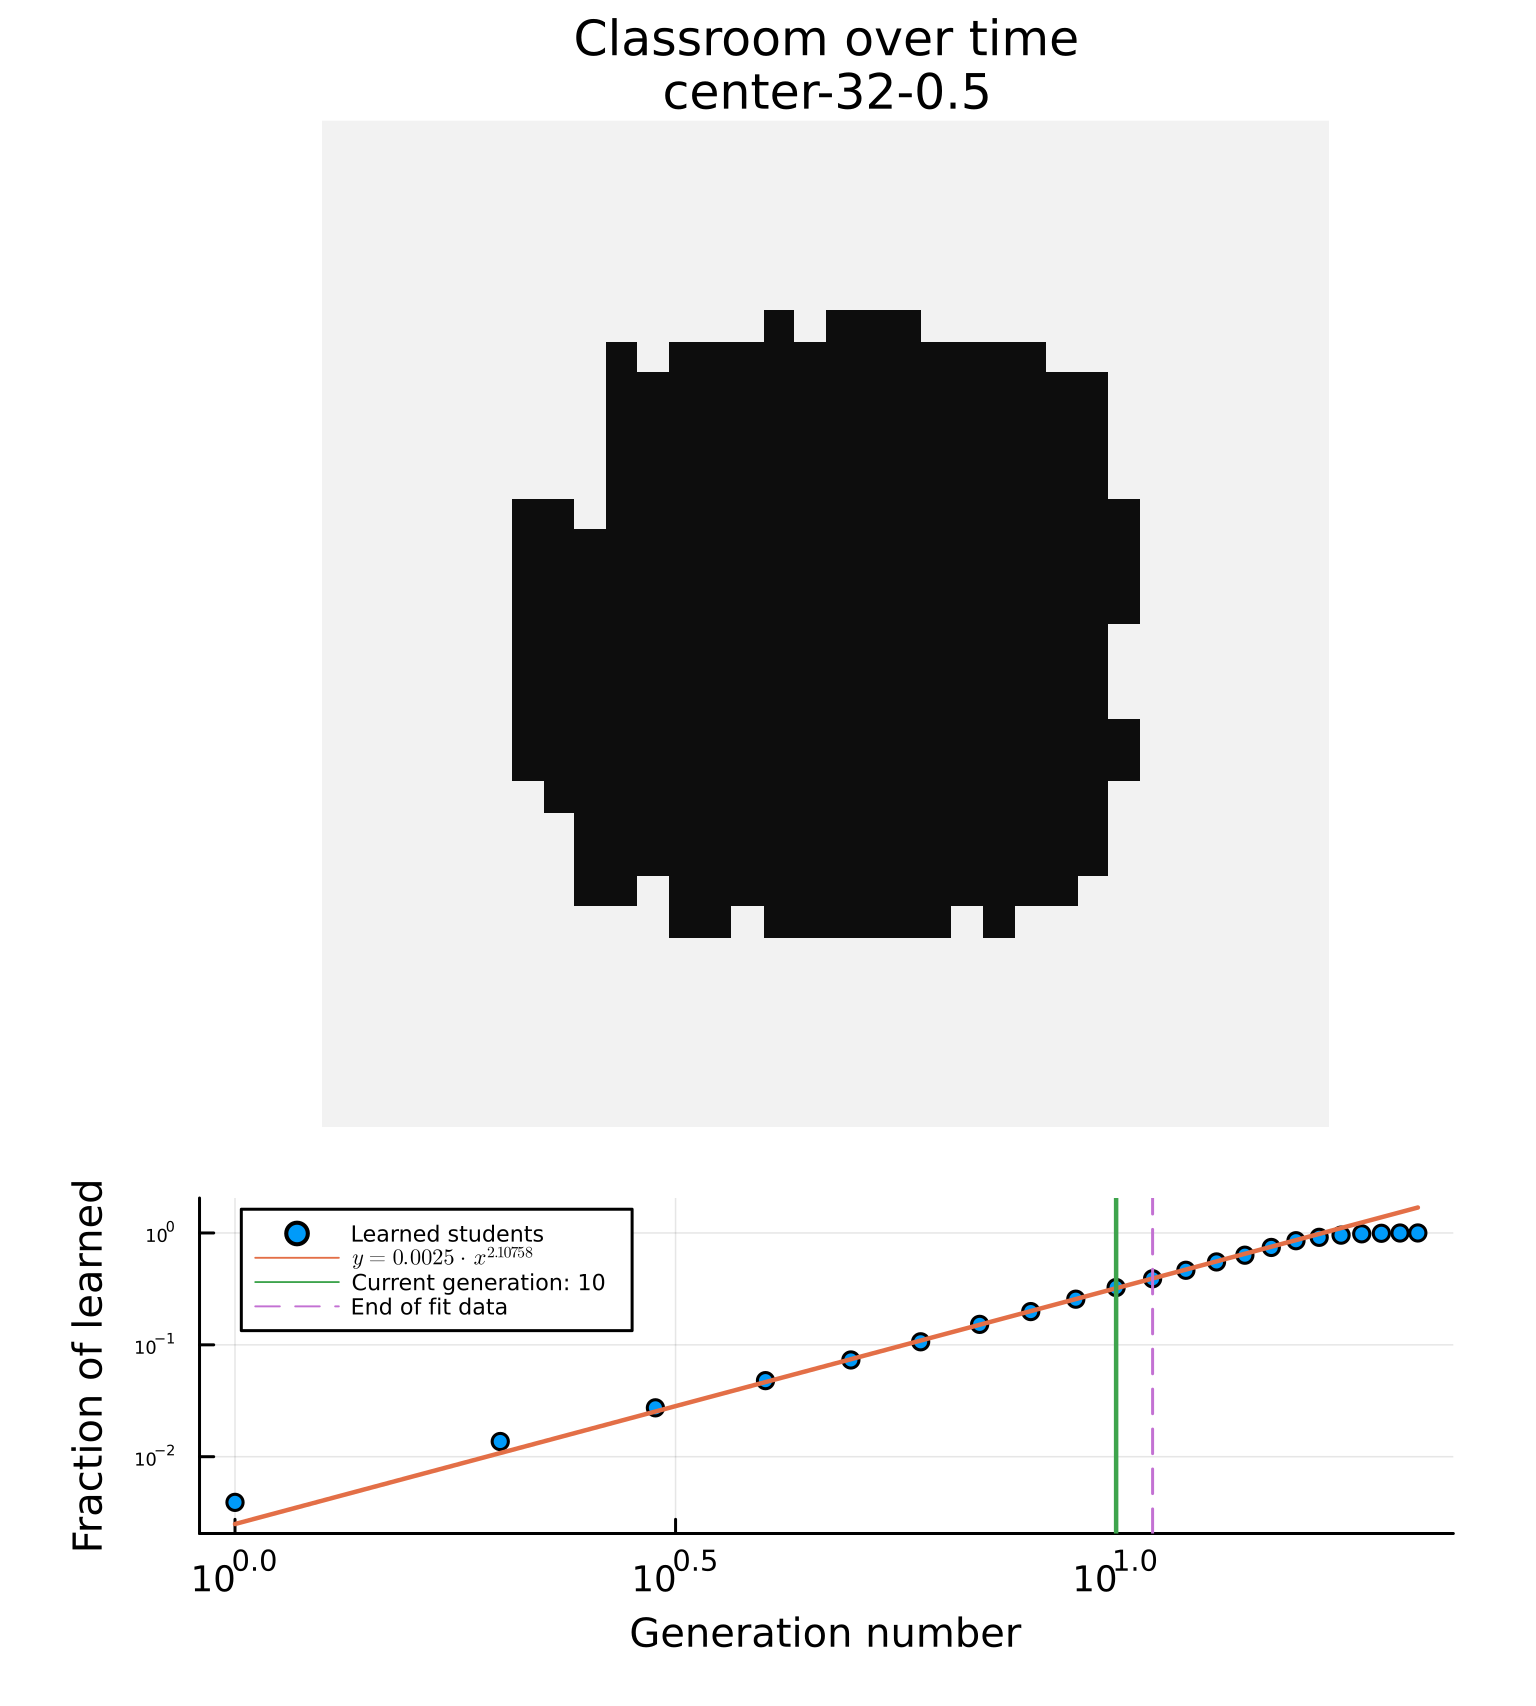 Classroom over time
center-32-0.5
Fraction of learned
10^0
10^−1
10^−2
Learned students
y = 0.0025 · x^2.10758
Current generation: 10
End of fit data
10^0.0
10^0.5
10^1.0
Generation number